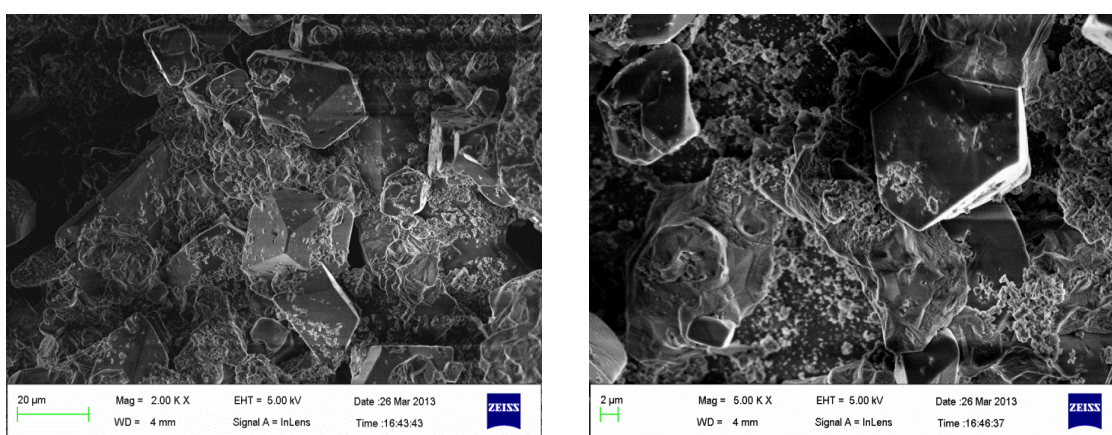 20 µm
Mag = 2.00 K X
EHT = 5.00 kV
Date :26 Mar 2013
WD = 4 mm
Signal A = InLens
Time :16:43:43
ZEISS
2 µm
Mag = 5.00 K X
EHT = 5.00 kV
Date :26 Mar 2013
WD = 4 mm
Signal A = InLens
Time :16:46:37
ZEISS